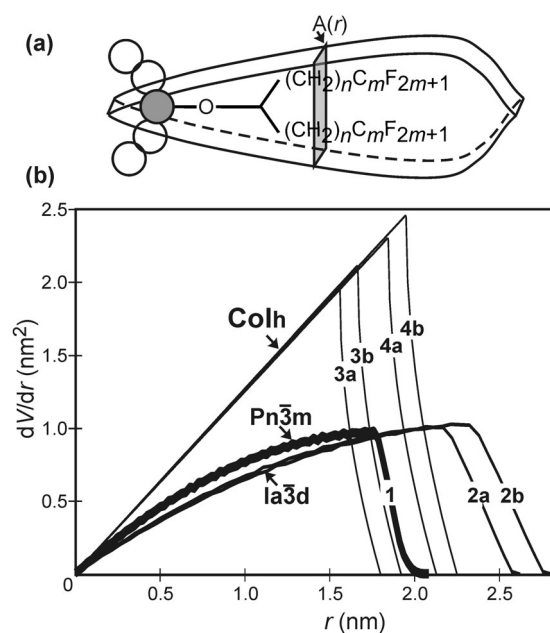 (a)
A(r)
(CH2)nCmF2m+1
O
(CH2)nCmF2m+1
(b)
2.5
2.0
1.5
1.0
0.5
0
dV/dr (nm²)
Colh
Pn3̅m
Ia3̅d
3a
3b
4a
4b
1
2a
2b
0.5
1.0
1.5
2.0
2.5
r (nm)